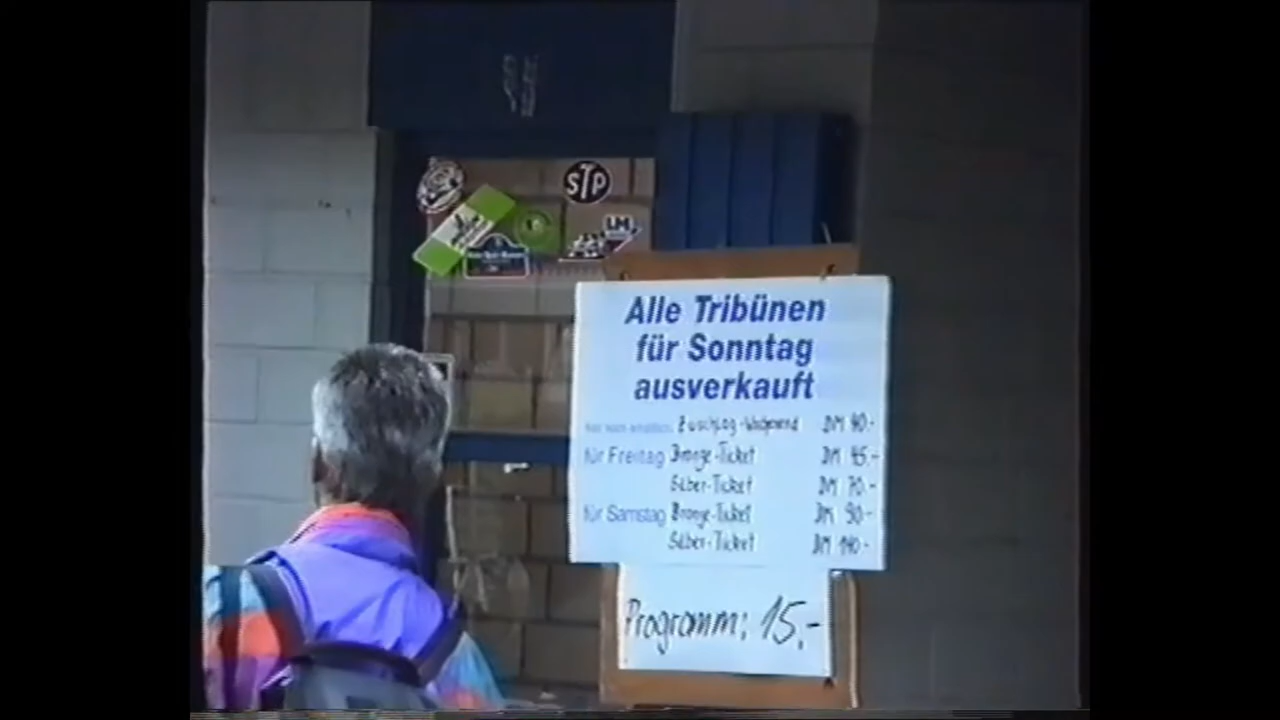 STP
Alle Tribünen
für Sonntag
ausverkauft
Zuschlag-Wochenend DM 40.-
für Freitag Bronze-Ticket DM 45.-
Silber-Ticket DM 70.-
für Samstag Bronze-Ticket DM 90.-
Silber-Ticket DM 140.-
Programm: 15.-